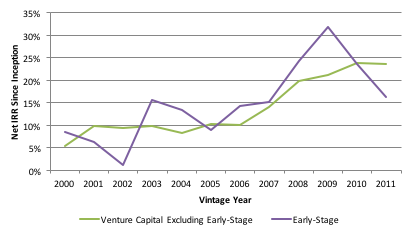 35%
30%
25%
20%
15%
10%
5%
0%
Net IRR Since Inception
2000 2001 2002 2003 2004 2005 2006 2007 2008 2009 2010 2011
Vintage Year
Venture Capital Excluding Early-Stage Early-Stage